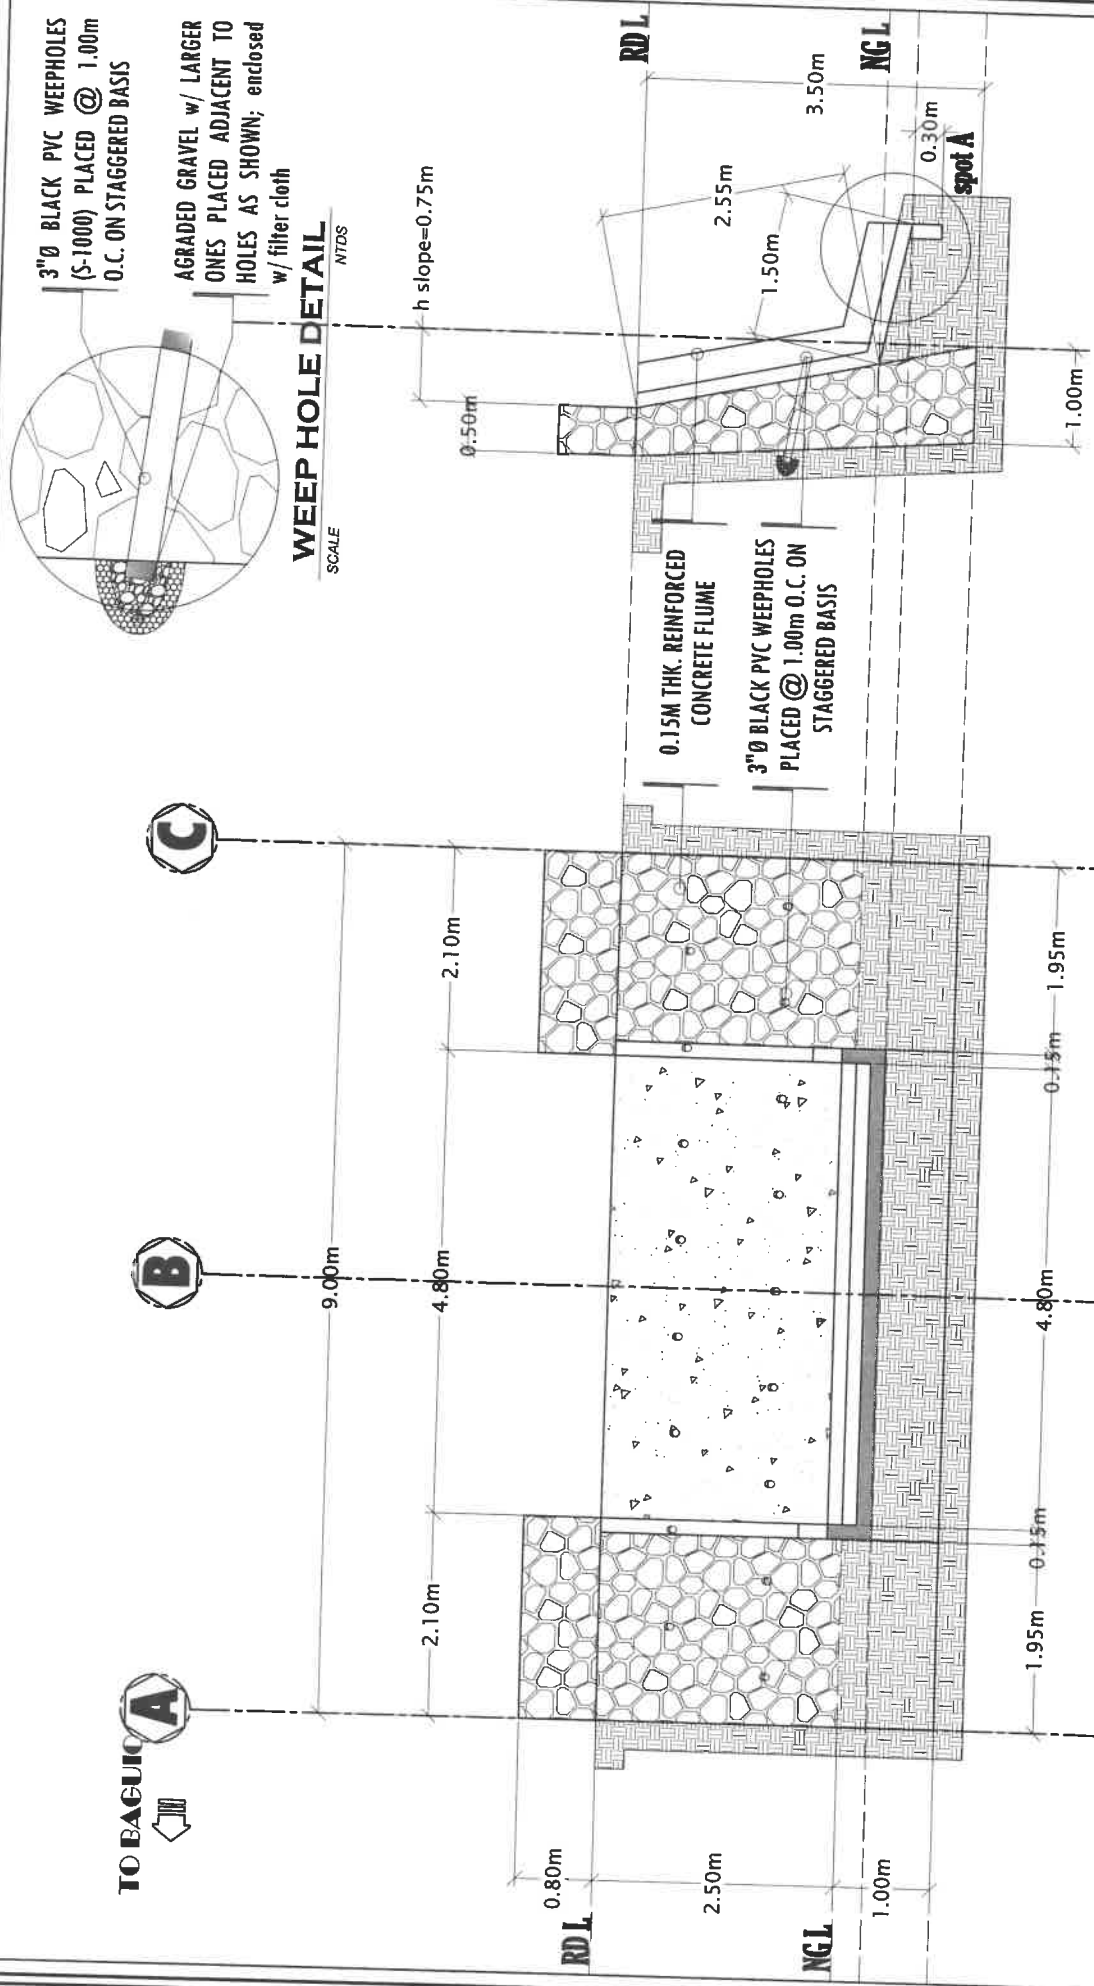 TO BAGUIO
A
B
C
9.00m
2.10m
4.80m
2.10m
0.80m
RD L
2.50m
NG L
1.00m
1.95m
0.15m
4.80m
0.15m
1.95m
3"Ø BLACK PVC WEEPHOLES
(S-1000) PLACED @ 1.00m
O.C. ON STAGGERED BASIS
AGRADED GRAVEL w/ LARGER
ONES PLACED ADJACENT TO
HOLES AS SHOWN; enclosed
w/ filter cloth
WEEP HOLE DETAIL
SCALE
NTDS
h slope=0.75m
0.50m
0.15M THK. REINFORCED
CONCRETE FLUME
3"Ø BLACK PVC WEEPHOLES
PLACED @ 1.00m O.C. ON
STAGGERED BASIS
RD L
NG L
3.50m
2.55m
1.50m
0.30m
spot A
1.00m